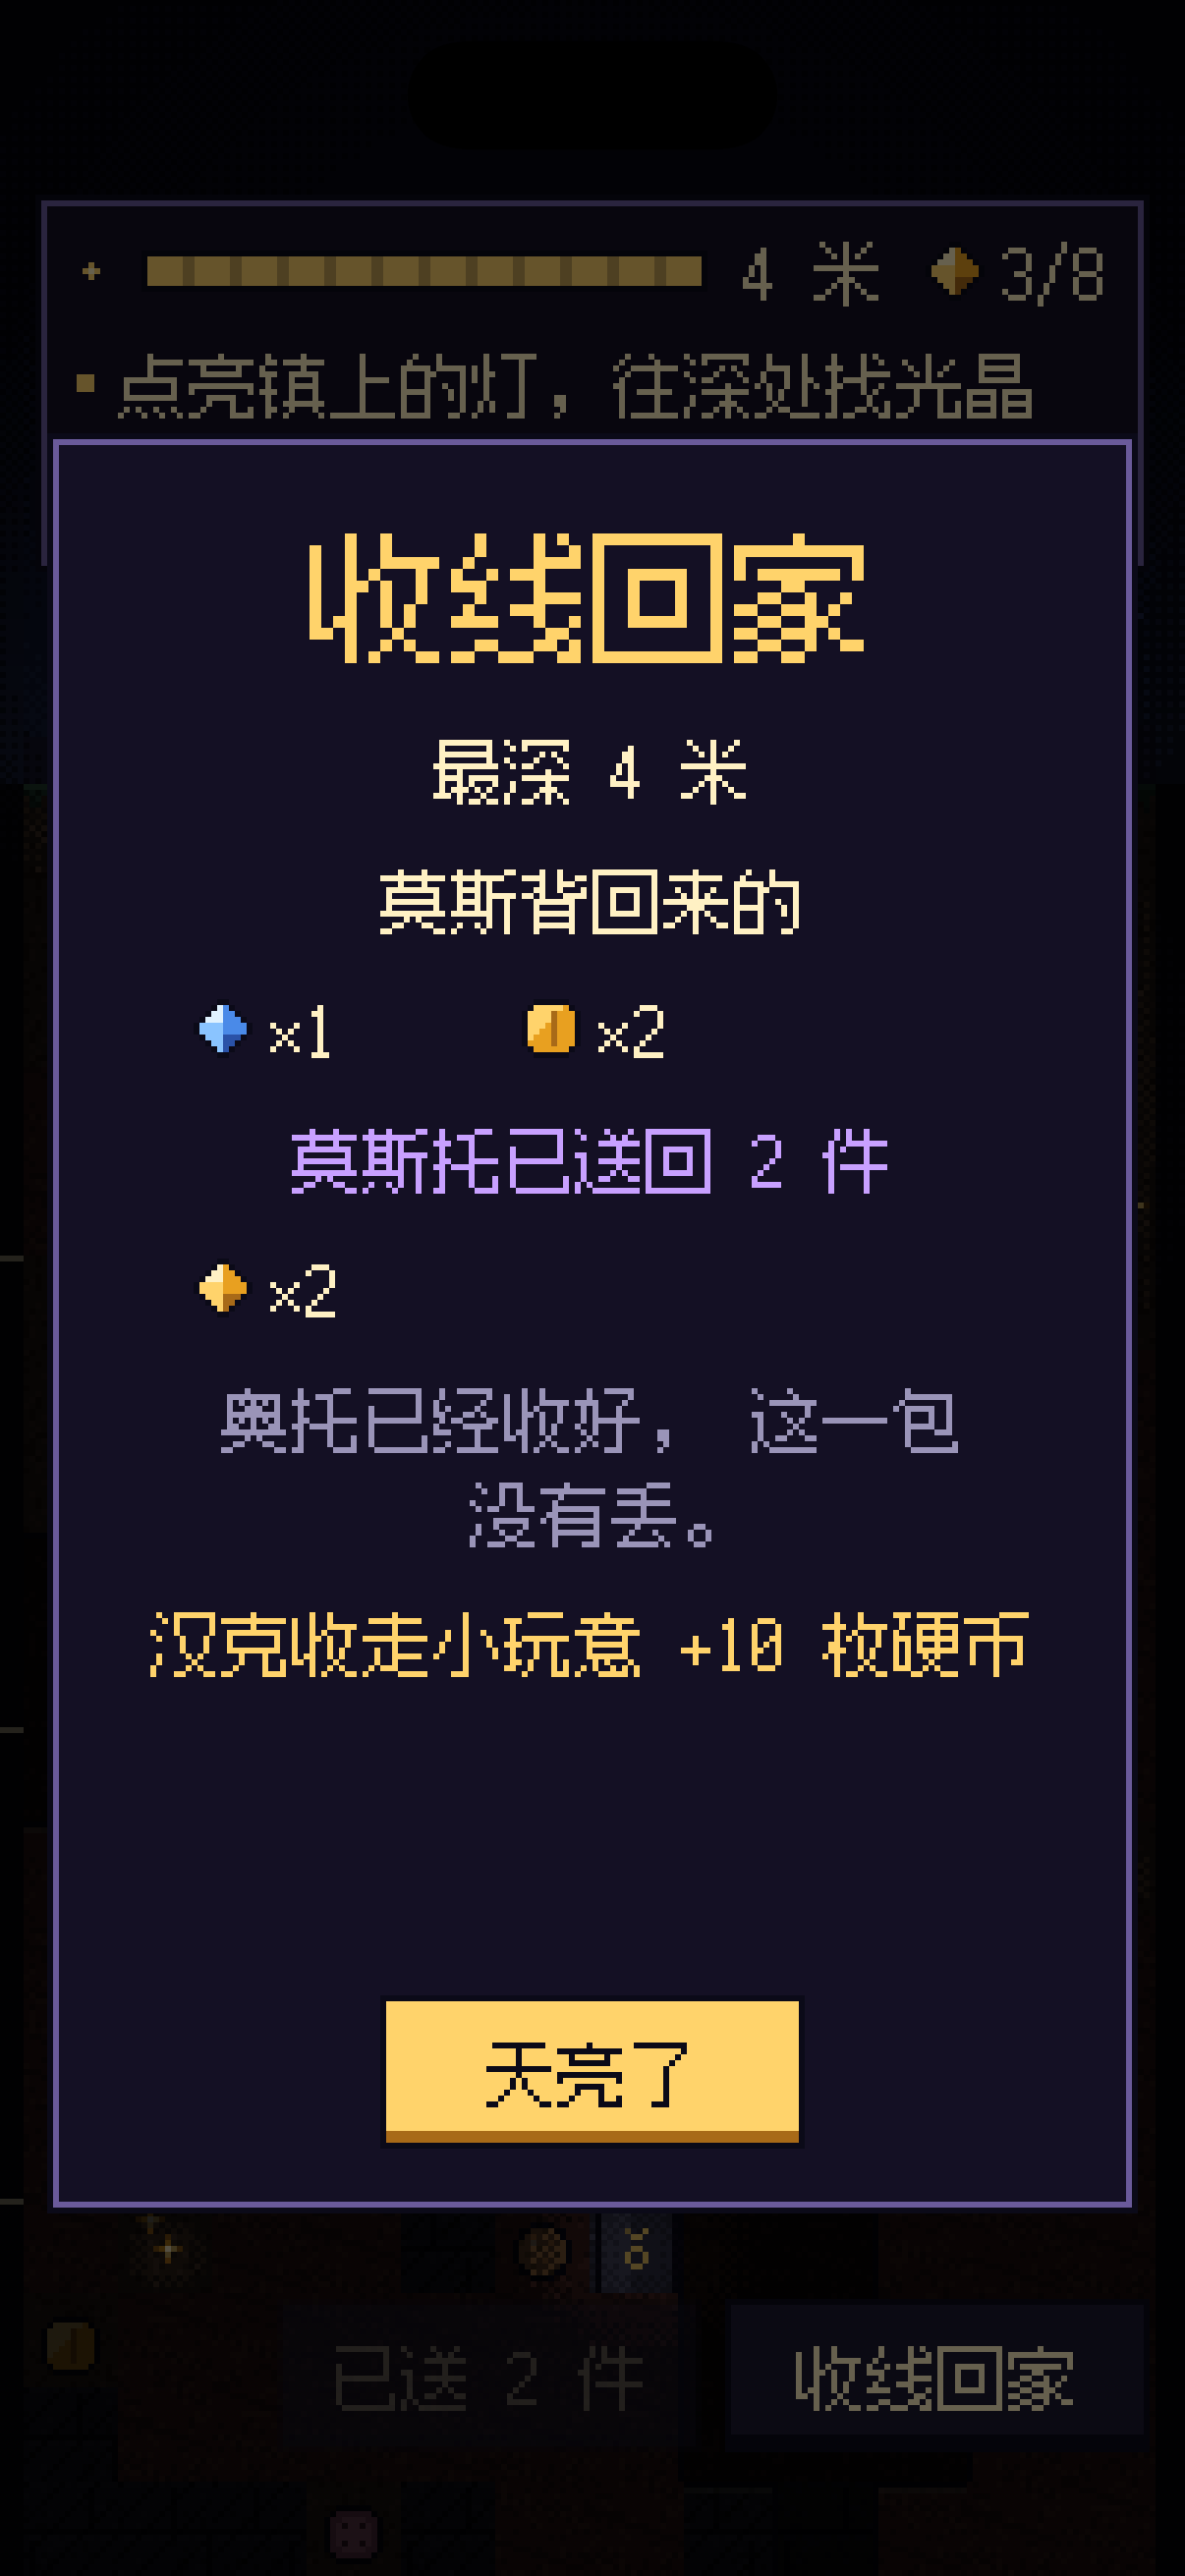 4 米 3/8
点亮镇上的灯，往深处找光晶
收线回家
最深 4 米
莫斯背回来的
×1 ×2
莫斯托已送回 2 件
×2
奥托已经收好， 这一包
没有丢。
汉克收走小玩意 +10 枚硬币
天亮了
已送 2 件
收线回家